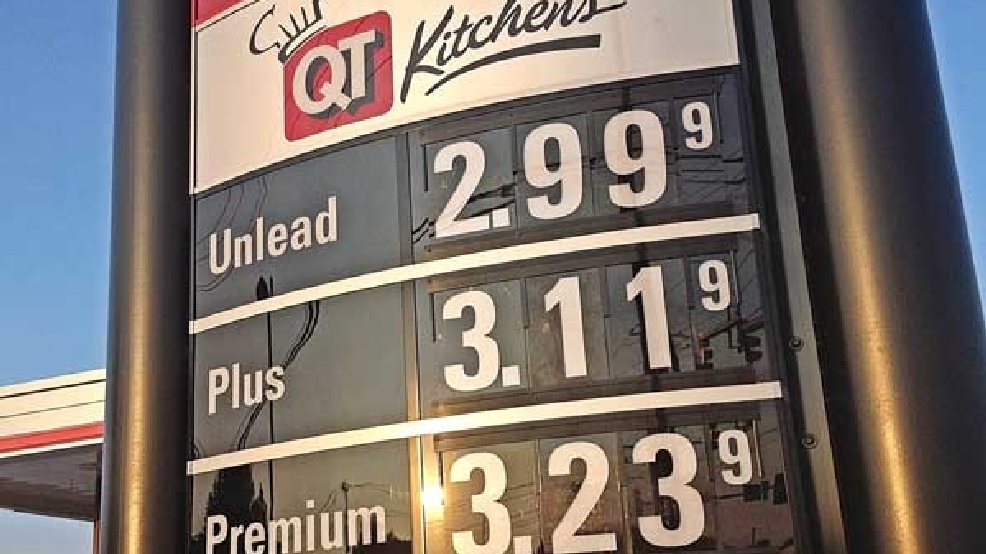 QT Kitchens
Unlead 2.99 9
Plus 3.11 9
Premium 3.23 9